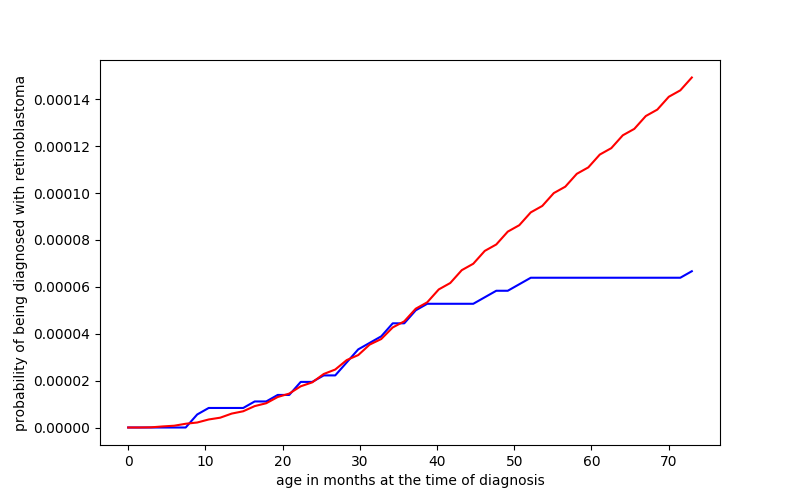 probability of being diagnosed with retinoblastoma
0.00014
0.00012
0.00010
0.00008
0.00006
0.00004
0.00002
0.00000
0 10 20 30 40 50 60 70
age in months at the time of diagnosis